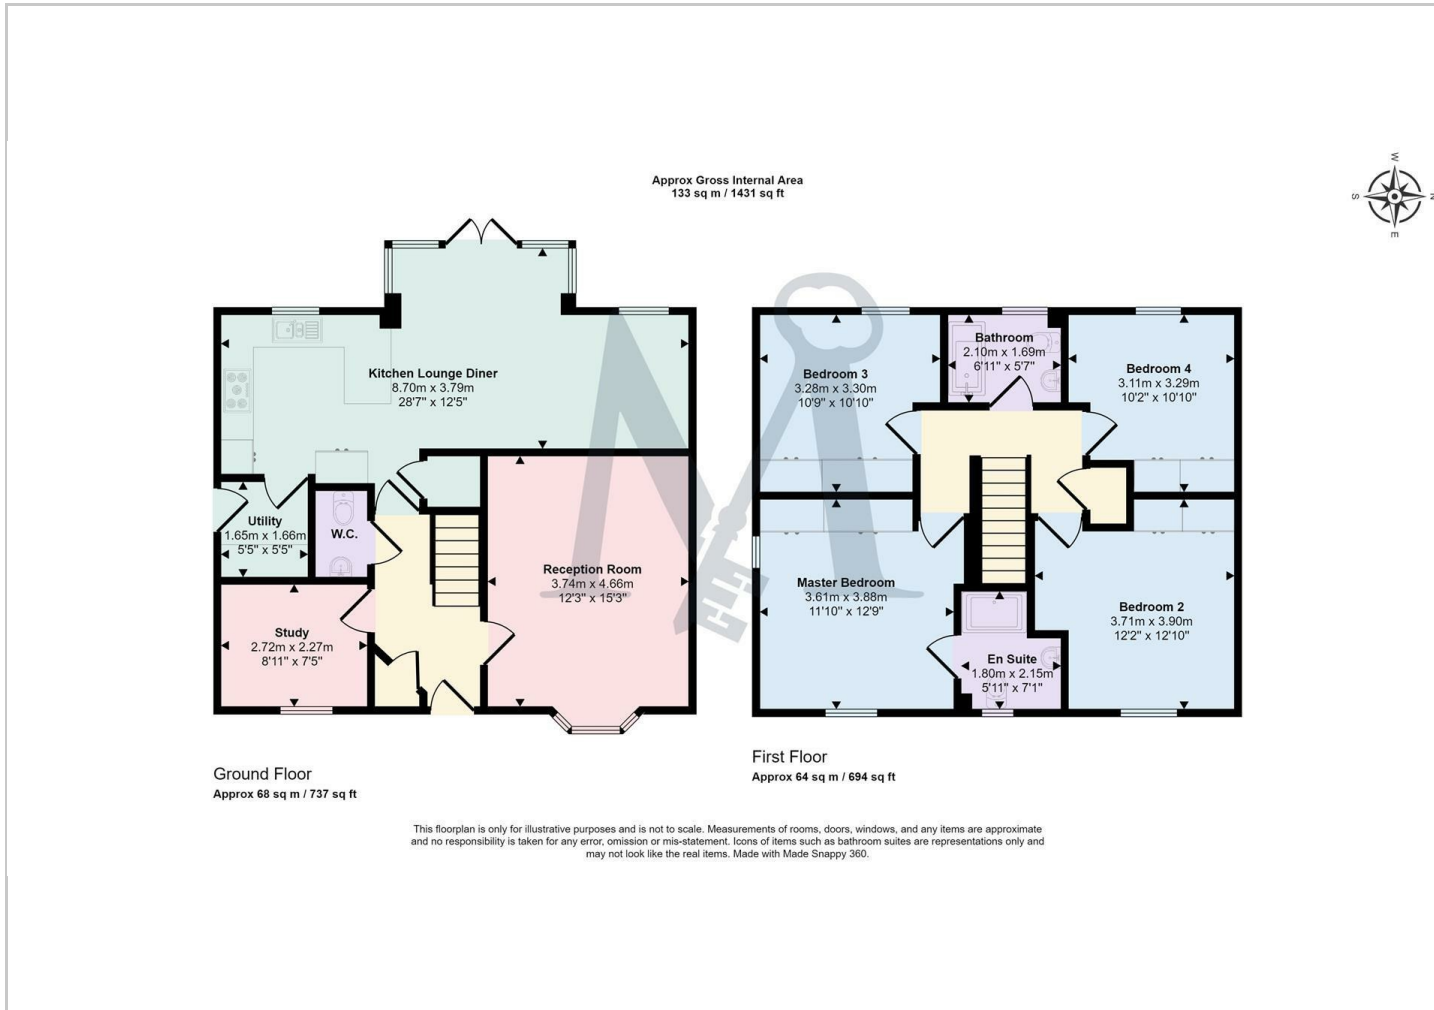 Approx Gross Internal Area
133 sq m / 1431 sq ft
W
S
N
E
Kitchen Lounge Diner
8.70m x 3.79m
28'7" x 12'5"
Utility
1.65m x 1.66m
5'5" x 5'5"
W.C.
Reception Room
3.74m x 4.66m
12'3" x 15'3"
Study
2.72m x 2.27m
8'11" x 7'5"
Ground Floor
Approx 68 sq m / 737 sq ft
Bedroom 3
3.28m x 3.30m
10'9" x 10'10"
Bathroom
2.10m x 1.69m
6'11" x 5'7"
Bedroom 4
3.11m x 3.29m
10'2" x 10'10"
Master Bedroom
3.61m x 3.88m
11'10" x 12'9"
En Suite
1.80m x 2.15m
5'11" x 7'1"
Bedroom 2
3.71m x 3.90m
12'2" x 12'10"
First Floor
Approx 64 sq m / 694 sq ft
This floorplan is only for illustrative purposes and is not to scale. Measurements of rooms, doors, windows, and any items are approximate
and no responsibility is taken for any error, omission or mis-statement. Icons of items such as bathroom suites are representations only and
may not look like the real items. Made with Made Snappy 360.